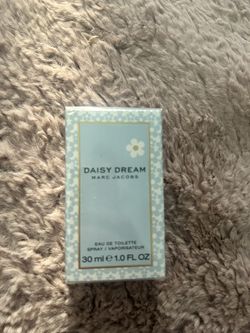 DAISY DREAM
MARC JACOBS
EAU DE TOILETTE
SPRAY / VAPORISATEUR
30 ml ℮ 1.0 FL OZ